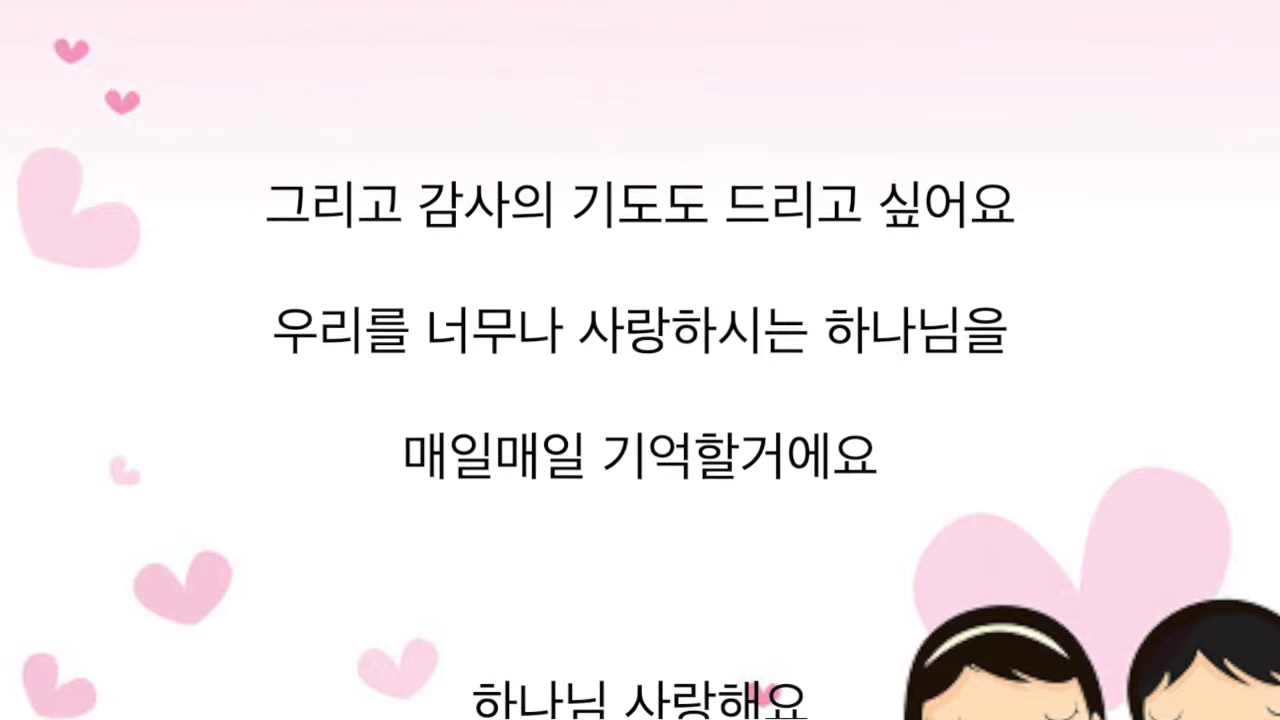 그리고 감사의 기도도 드리고 싶어요
우리를 너무나 사랑하시는 하나님을
매일매일 기억할거에요
하나님 사랑해요